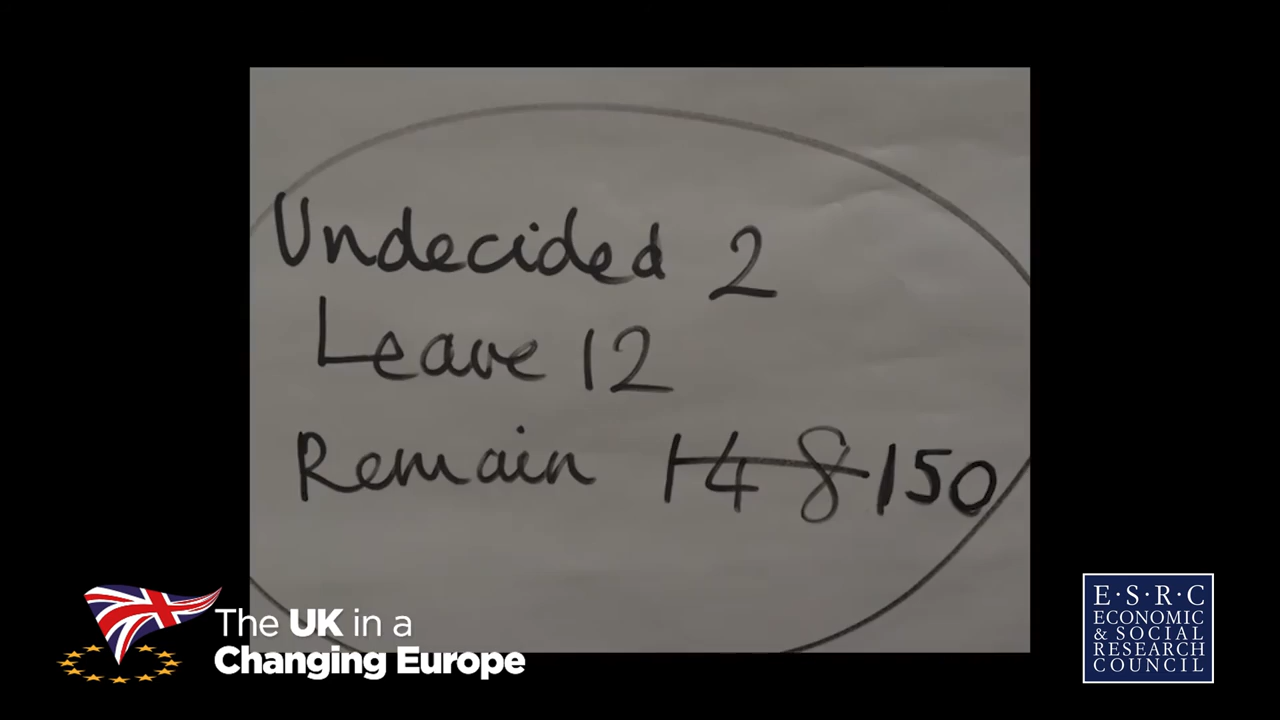 Undecided 2
Leave 12
Remain 148 150
The UK in a
Changing Europe
E·S·R·C
ECONOMIC
& SOCIAL
RESEARCH
COUNCIL